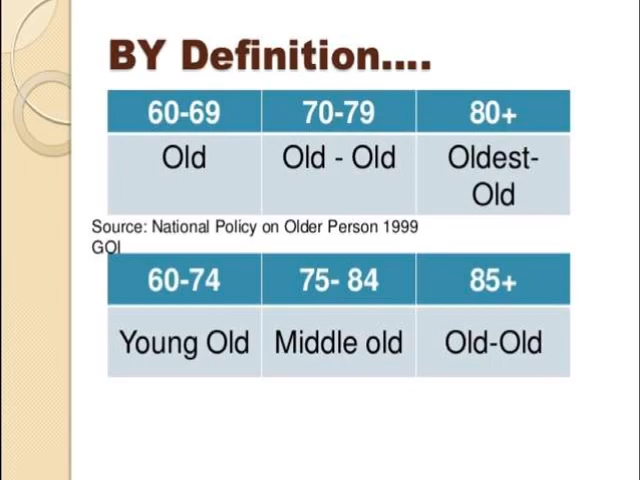 BY Definition....
60-69 70-79 80+
Old Old - Old Oldest-
Old
Source: National Policy on Older Person 1999
GOI
60-74 75- 84 85+
Young Old Middle old Old-Old